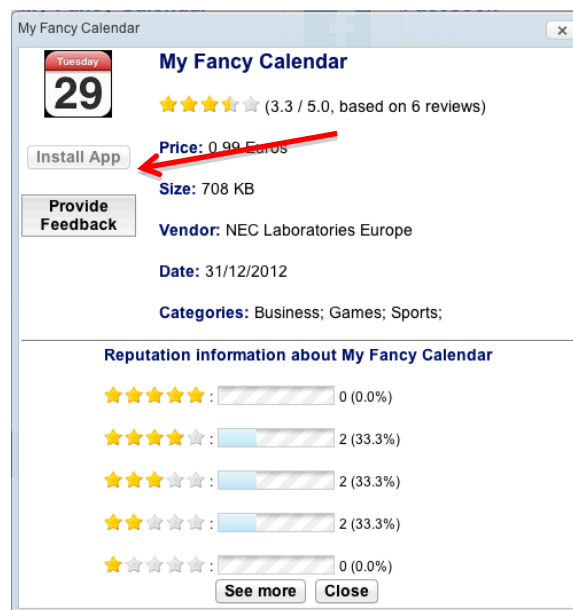 My Fancy Calendar
Tuesday
29
My Fancy Calendar
(3.3 / 5.0, based on 6 reviews)
Install App
Price: 0.99 Euros
Size: 708 KB
Provide
Feedback
Vendor: NEC Laboratories Europe
Date: 31/12/2012
Categories: Business; Games; Sports;
Reputation information about My Fancy Calendar
: 0 (0.0%)
: 2 (33.3%)
: 2 (33.3%)
: 2 (33.3%)
: 0 (0.0%)
See more Close